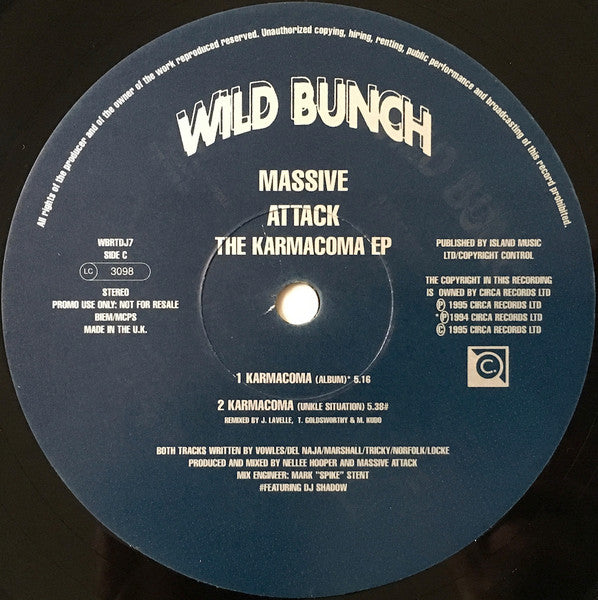 All rights of the producer and of the owner of the work reproduced reserved. Unauthorized copying, hiring, renting, public performance and broadcasting of this record prohibited.
WILD BUNCH
MASSIVE
ATTACK
THE KARMACOMA EP
WBRTDJ7
SIDE C
LC 3098
STEREO
PROMO USE ONLY: NOT FOR RESALE
BIEM/MCPS
MADE IN THE U.K.
PUBLISHED BY ISLAND MUSIC
LTD/COPYRIGHT CONTROL
THE COPYRIGHT IN THIS RECORDING
IS OWNED BY CIRCA RECORDS LTD
Ⓟ 1995 CIRCA RECORDS LTD
*Ⓟ 1994 CIRCA RECORDS LTD
© 1995 CIRCA RECORDS LTD
C.
1 KARMACOMA (ALBUM)* 5.16
2 KARMACOMA (UNKLE SITUATION) 5.38#
REMIXED BY J. LAVELLE, T. GOLDSWORTHY & M. KUDO
BOTH TRACKS WRITTEN BY VOWLES/DEL NAJA/MARSHALL/TRICKY/NORFOLK/LOCKE
PRODUCED AND MIXED BY NELLEE HOOPER AND MASSIVE ATTACK
MIX ENGINEER: MARK "SPIKE" STENT
#FEATURING DJ SHADOW